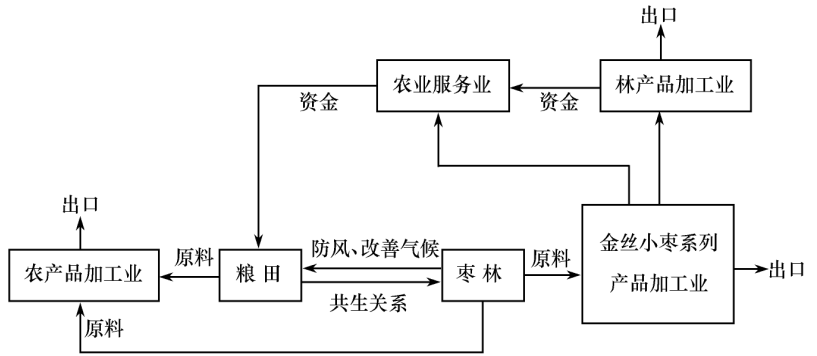 出口
农业服务业
林产品加工业
资金
资金
出口
金丝小枣系列
产品加工业
出口
原料
防风、改善气候
原料
农产品加工业
粮 田
枣 林
共生关系
原料